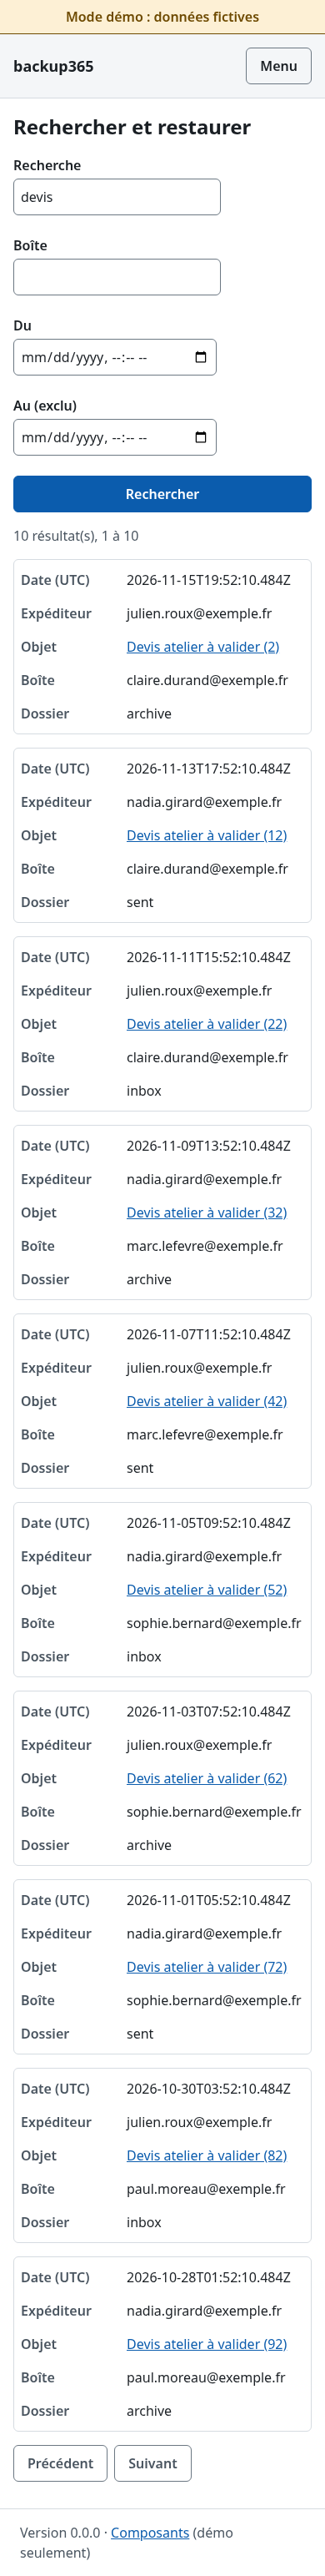 Mode démo : données fictives
backup365
Menu
Rechercher et restaurer
Recherche
devis
Boîte
Du
mm/dd/yyyy, --:-- --
Au (exclu)
mm/dd/yyyy, --:-- --
Rechercher
10 résultat(s), 1 à 10
Date (UTC) 2026-11-15T19:52:10.484Z
Expéditeur julien.roux@exemple.fr
Objet Devis atelier à valider (2)
Boîte claire.durand@exemple.fr
Dossier archive
Date (UTC) 2026-11-13T17:52:10.484Z
Expéditeur nadia.girard@exemple.fr
Objet Devis atelier à valider (12)
Boîte claire.durand@exemple.fr
Dossier sent
Date (UTC) 2026-11-11T15:52:10.484Z
Expéditeur julien.roux@exemple.fr
Objet Devis atelier à valider (22)
Boîte claire.durand@exemple.fr
Dossier inbox
Date (UTC) 2026-11-09T13:52:10.484Z
Expéditeur nadia.girard@exemple.fr
Objet Devis atelier à valider (32)
Boîte marc.lefevre@exemple.fr
Dossier archive
Date (UTC) 2026-11-07T11:52:10.484Z
Expéditeur julien.roux@exemple.fr
Objet Devis atelier à valider (42)
Boîte marc.lefevre@exemple.fr
Dossier sent
Date (UTC) 2026-11-05T09:52:10.484Z
Expéditeur nadia.girard@exemple.fr
Objet Devis atelier à valider (52)
Boîte sophie.bernard@exemple.fr
Dossier inbox
Date (UTC) 2026-11-03T07:52:10.484Z
Expéditeur julien.roux@exemple.fr
Objet Devis atelier à valider (62)
Boîte sophie.bernard@exemple.fr
Dossier archive
Date (UTC) 2026-11-01T05:52:10.484Z
Expéditeur nadia.girard@exemple.fr
Objet Devis atelier à valider (72)
Boîte sophie.bernard@exemple.fr
Dossier sent
Date (UTC) 2026-10-30T03:52:10.484Z
Expéditeur julien.roux@exemple.fr
Objet Devis atelier à valider (82)
Boîte paul.moreau@exemple.fr
Dossier inbox
Date (UTC) 2026-10-28T01:52:10.484Z
Expéditeur nadia.girard@exemple.fr
Objet Devis atelier à valider (92)
Boîte paul.moreau@exemple.fr
Dossier archive
Précédent
Suivant
Version 0.0.0 · Composants (démo
seulement)